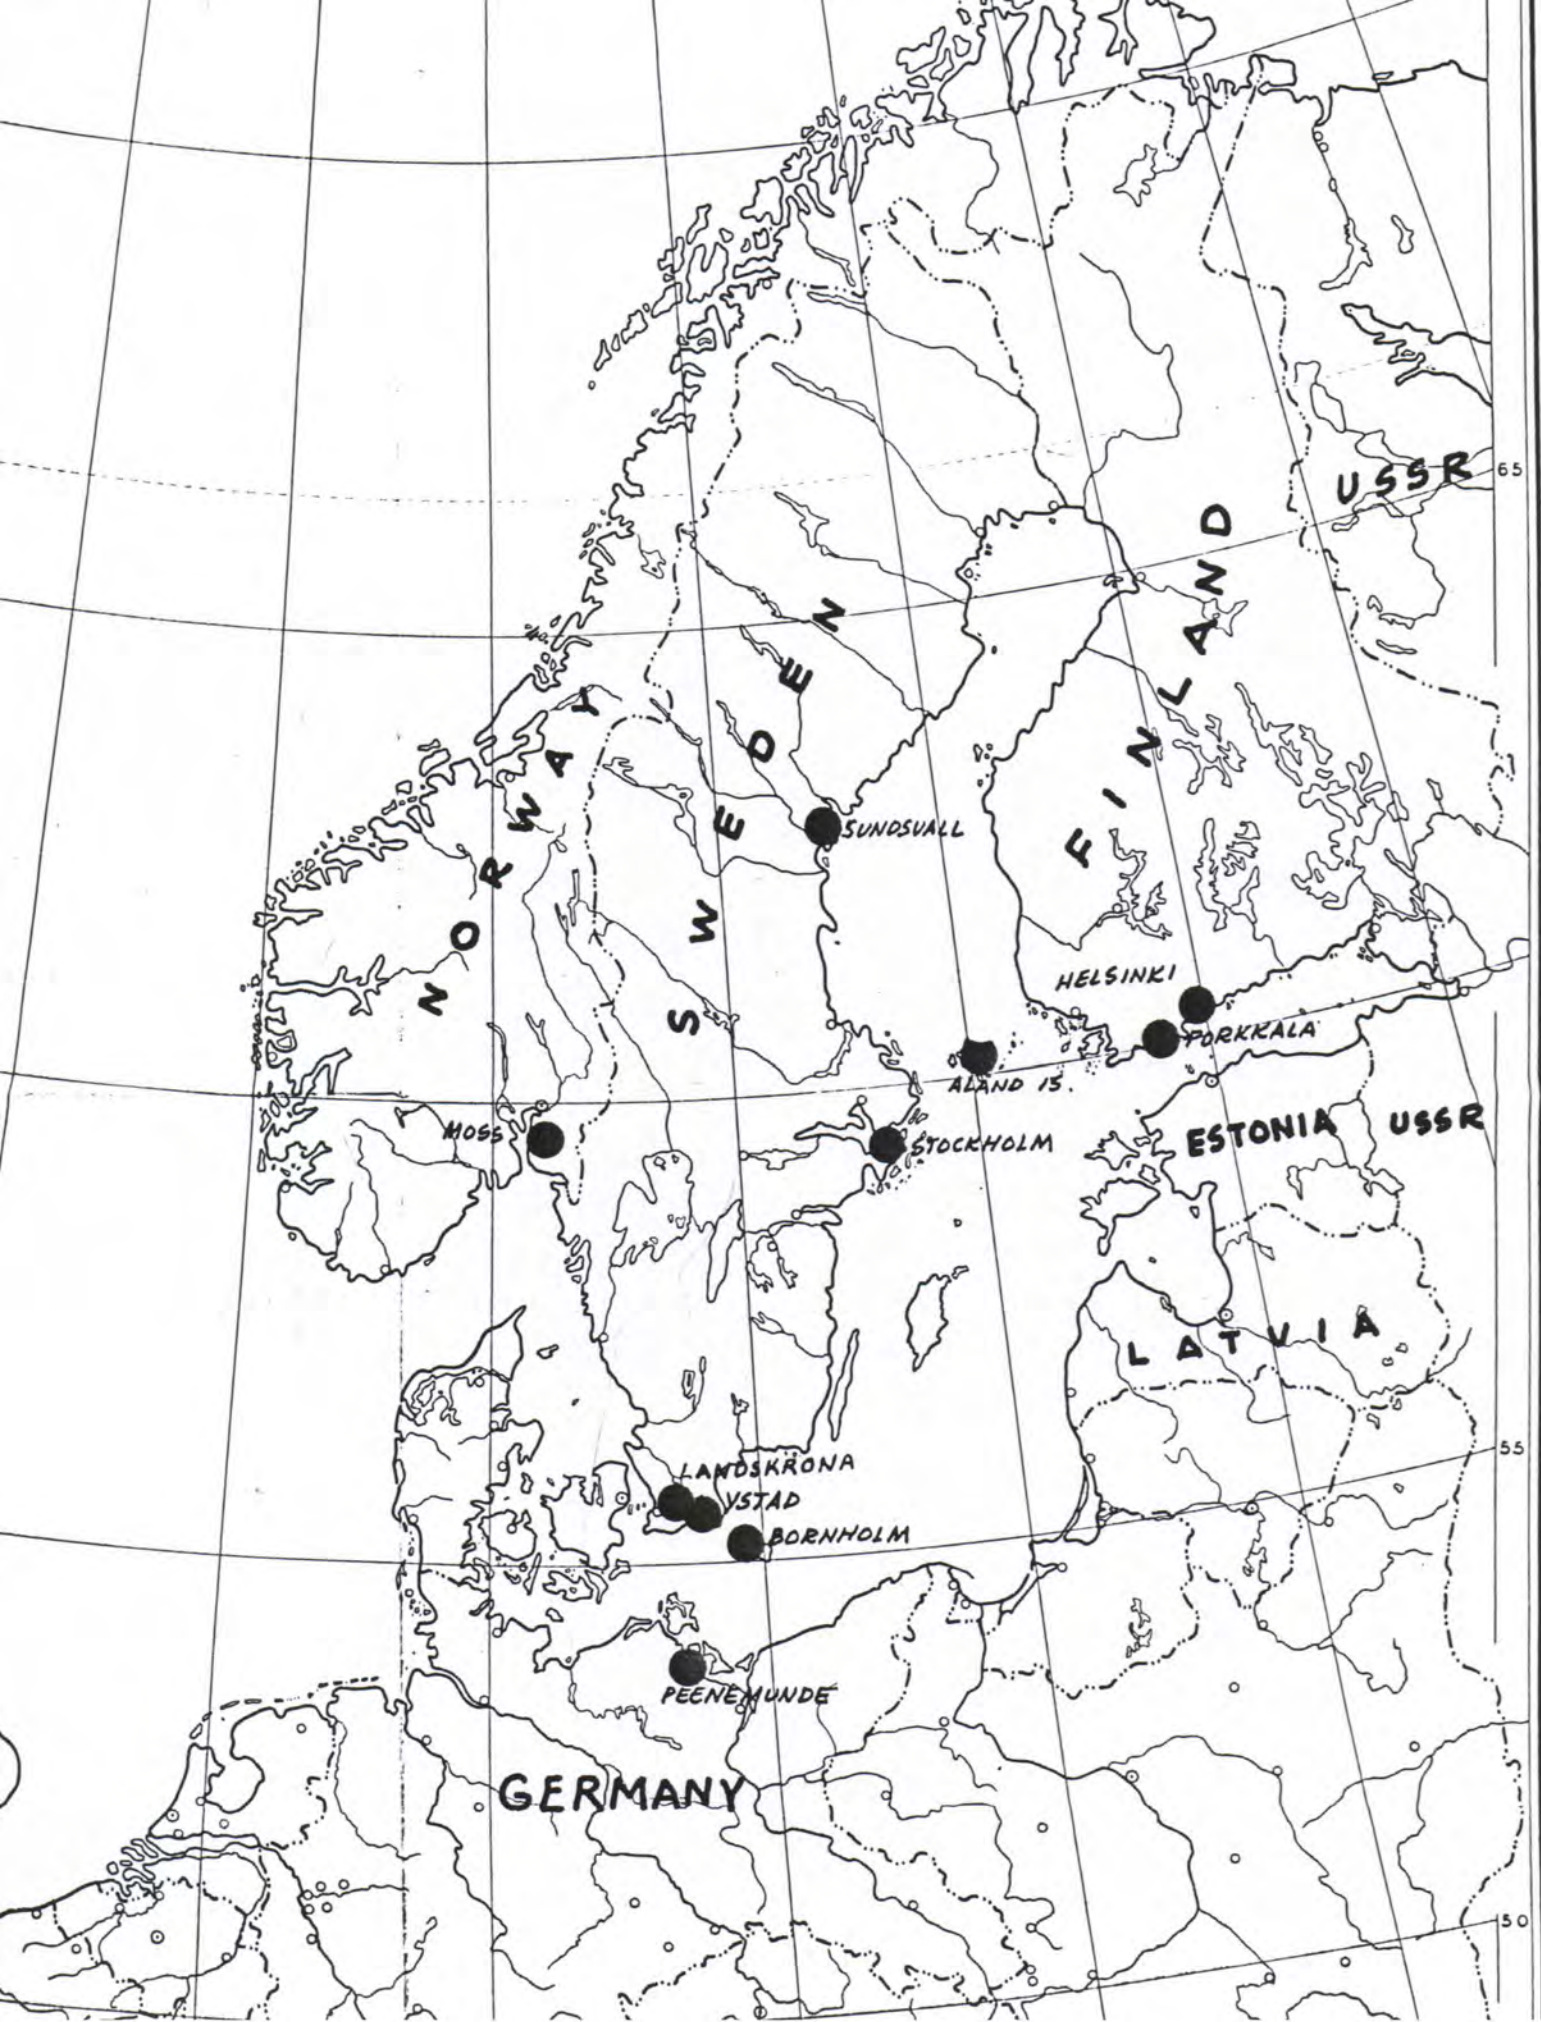 USSR
65
FINLAND
NORWAY
SWEDEN
SUNDSUALL
HELSINKI
PORKKALA
ALAND IS.
MOSS
STOCKHOLM
ESTONIA USSR
LATVIA
55
LANDSKRONA
YSTAD
BORNHOLM
PEENEMUNDE
GERMANY
50